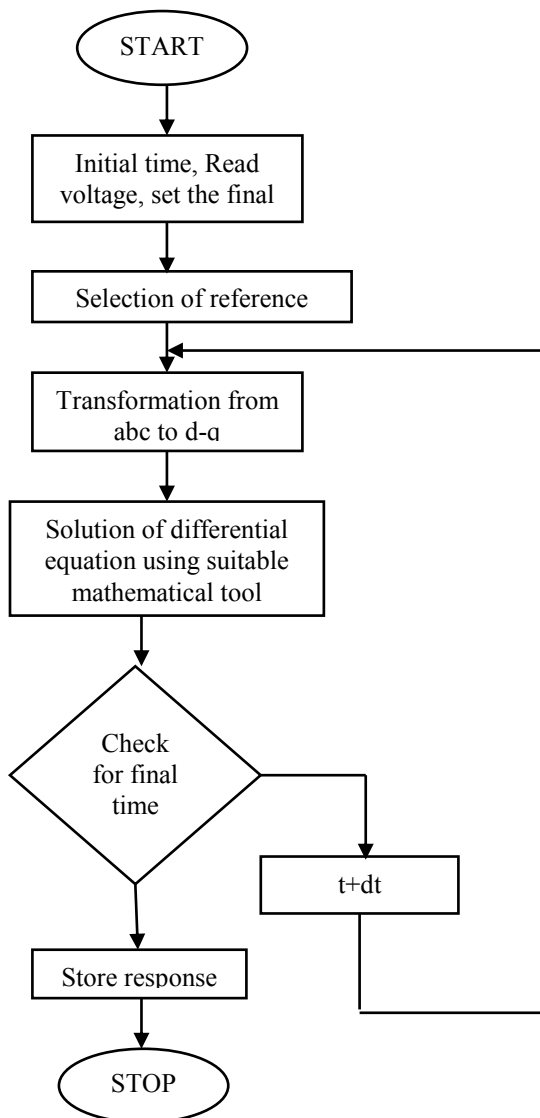 START
Initial time, Read
voltage, set the final
Selection of reference
Transformation from
abc to d-q
Solution of differential
equation using suitable
mathematical tool
Check
for final
time
t+dt
Store response
STOP